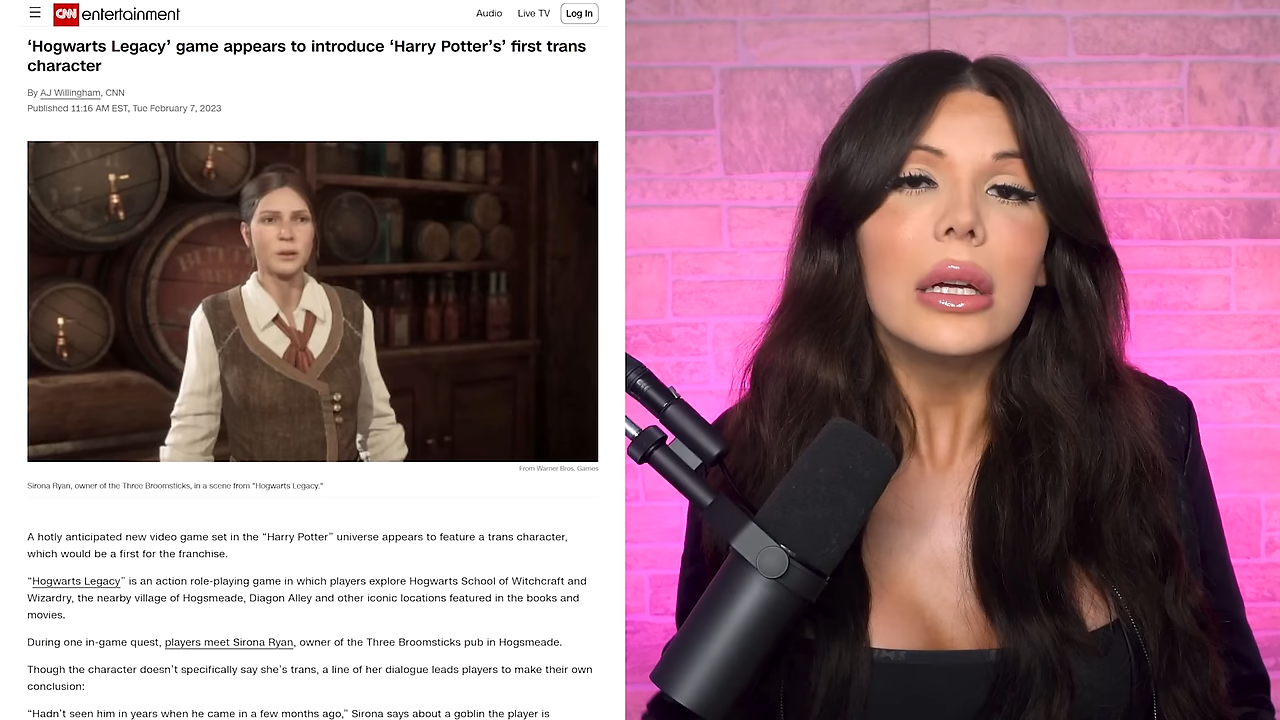 CNN entertainment
Audio Live TV Log In
‘Hogwarts Legacy’ game appears to introduce ‘Harry Potter’s’ first trans
character
By AJ Willingham, CNN
Published 11:16 AM EST, Tue February 7, 2023
From Warner Bros. Games
Sirona Ryan, owner of the Three Broomsticks, in a scene from "Hogwarts Legacy."
A hotly anticipated new video game set in the “Harry Potter” universe appears to feature a trans character,
which would be a first for the franchise.
“Hogwarts Legacy” is an action role-playing game in which players explore Hogwarts School of Witchcraft and
Wizardry, the nearby village of Hogsmeade, Diagon Alley and other iconic locations featured in the books and
movies.
During one in-game quest, players meet Sirona Ryan, owner of the Three Broomsticks pub in Hogsmeade.
Though the character doesn’t specifically say she’s trans, a line of her dialogue leads players to make their own
conclusion:
“Hadn’t seen him in years when he came in a few months ago,” Sirona says about a goblin the player is